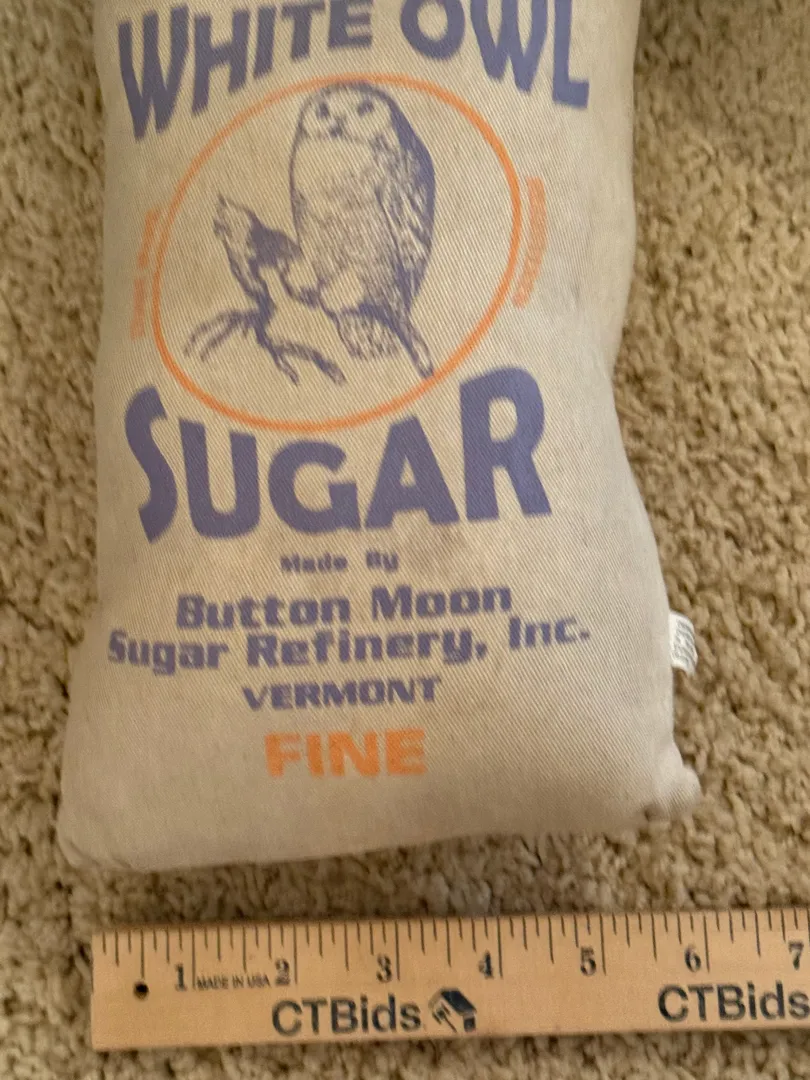 WHITE OWL
SUGAR
Made By
Button Moon
Sugar Refinery, Inc.
VERMONT
FINE
1 2 3 4 5 6 7
MADE IN USA
CTBids CTBids